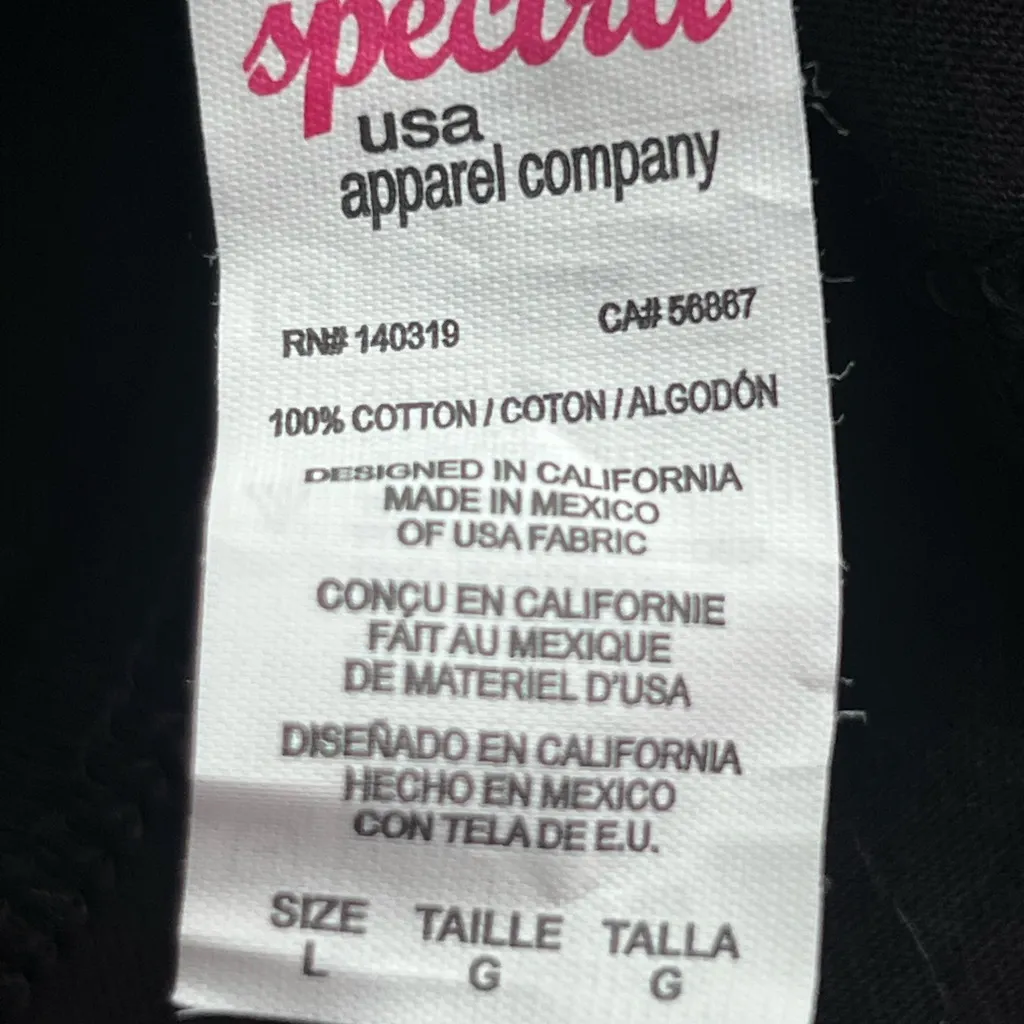 spectra
usa
apparel company
RN# 140319
CA# 56867
100% COTTON / COTON / ALGODÓN
DESIGNED IN CALIFORNIA
MADE IN MEXICO
OF USA FABRIC
CONÇU EN CALIFORNIE
FAIT AU MEXIQUE
DE MATERIEL D'USA
DISEÑADO EN CALIFORNIA
HECHO EN MEXICO
CON TELA DE E.U.
SIZE TAILLE TALLA
L G G